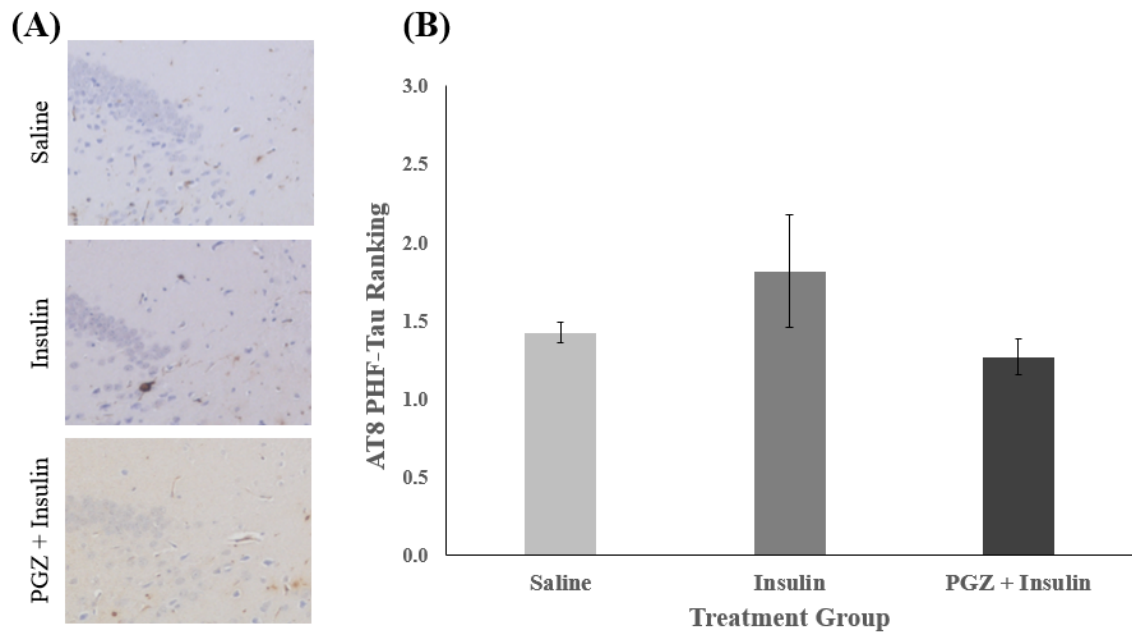 (A)
Saline
Insulin
PGZ + Insulin
(B)
AT8 PHF-Tau Ranking
3.0
2.5
2.0
1.5
1.0
0.5
0.0
Saline
Insulin
PGZ + Insulin
Treatment Group